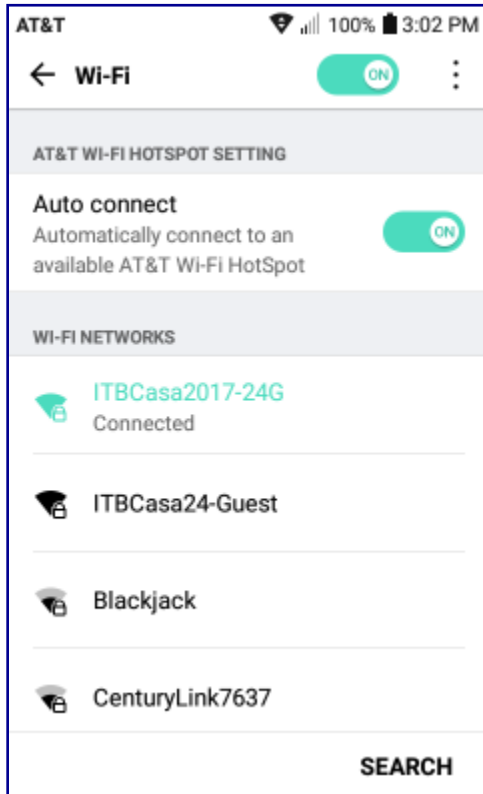 AT&T 100% 3:02 PM
Wi-Fi ON
AT&T WI-FI HOTSPOT SETTING
Auto connect
Automatically connect to an
available AT&T Wi-Fi HotSpot
ON
WI-FI NETWORKS
ITBCasa2017-24G
Connected
ITBCasa24-Guest
Blackjack
CenturyLink7637
SEARCH